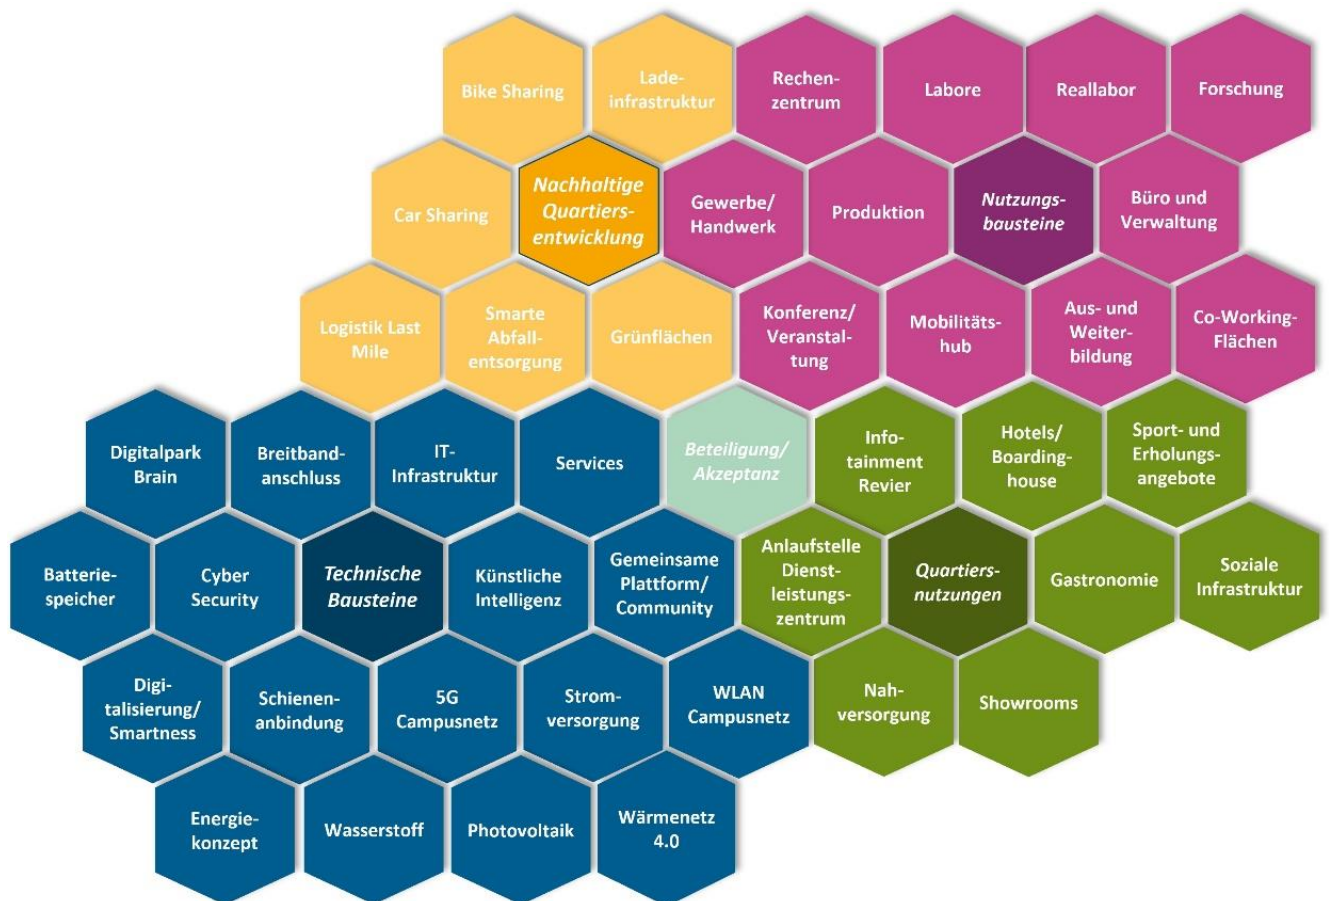 Bike Sharing
Lade-
infrastruktur
Rechen-
zentrum
Labore
Reallabor
Forschung
Car Sharing
Nachhaltige
Quartiers-
entwicklung
Gewerbe/
Handwerk
Produktion
Nutzungs-
bausteine
Büro und
Verwaltung
Logistik Last
Mile
Smarte
Abfall-
entsorgung
Grünflächen
Konferenz/
Veranstal-
tung
Mobilitäts-
hub
Aus- und
Weiter-
bildung
Co-Working-
Flächen
Digitalpark
Brain
Breitband-
anschluss
IT-
Infrastruktur
Services
Beteiligung/
Akzeptanz
Info-
tainment
Revier
Hotels/
Boarding-
house
Sport- und
Erholungs-
angebote
Batterie-
speicher
Cyber
Security
Technische
Bausteine
Künstliche
Intelligenz
Gemeinsame
Plattform/
Community
Anlaufstelle
Dienst-
leistungs-
zentrum
Quartiers-
nutzungen
Gastronomie
Soziale
Infrastruktur
Digi-
talisierung/
Smartness
Schienen-
anbindung
5G
Campusnetz
Strom-
versorgung
WLAN
Campusnetz
Nah-
versorgung
Showrooms
Energie-
konzept
Wasserstoff
Photovoltaik
Wärmenetz
4.0